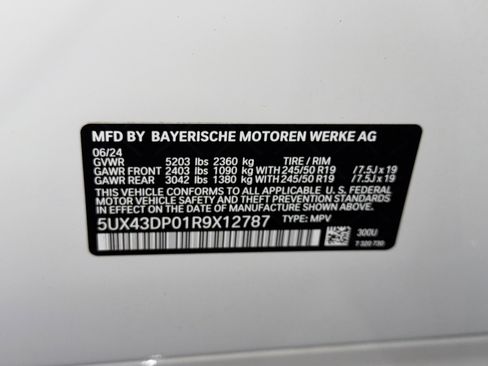 MFD BY BAYERISCHE MOTOREN WERKE AG
06/24
GVWR 5203 lbs 2360 kg TIRE / RIM
GAWR FRONT 2403 lbs 1090 kg WITH 245/50 R19 / 7.5J x 19
GAWR REAR 3042 lbs 1380 kg WITH 245/50 R19 / 7.5J x 19
THIS VEHICLE CONFORMS TO ALL APPLICABLE U. S. FEDERAL
MOTOR VEHICLE SAFETY AND THEFT PREVENTION STANDARDS
IN EFFECT ON THE DATE OF MANUFACTURE SHOWN ABOVE.
5UX43DP01R9X12787 TYPE: MPV
300U
7 320 730